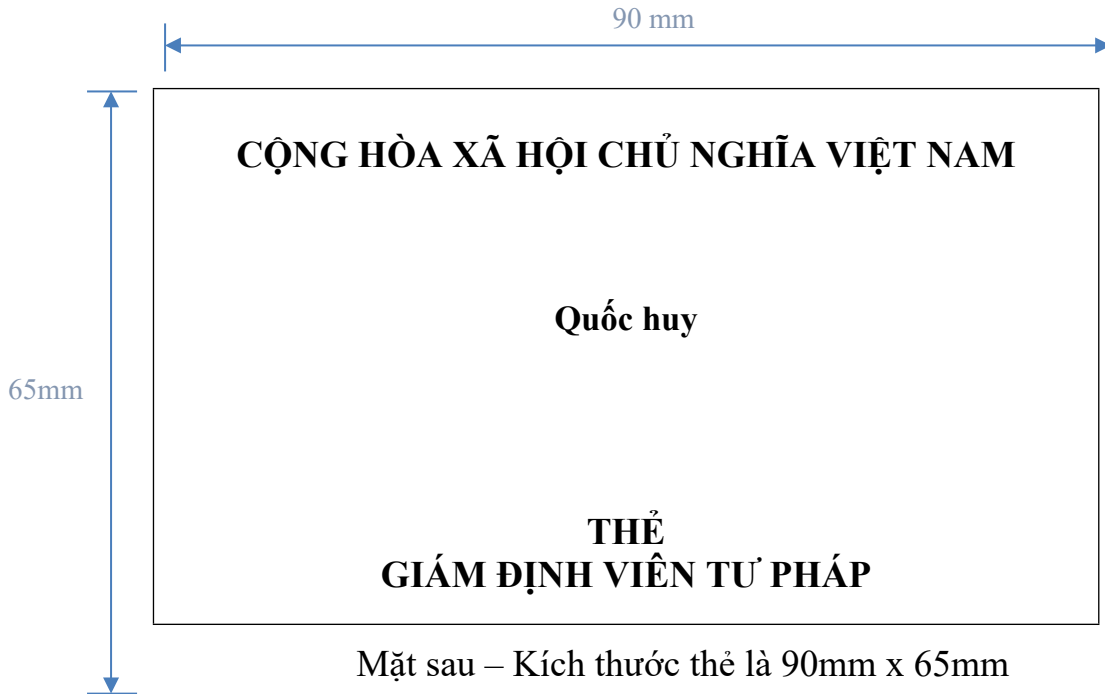 90 mm
CỘNG HÒA XÃ HỘI CHỦ NGHĨA VIỆT NAM
Quốc huy
65mm
THẺ
GIÁM ĐỊNH VIÊN TƯ PHÁP
Mặt sau – Kích thước thẻ là 90mm x 65mm